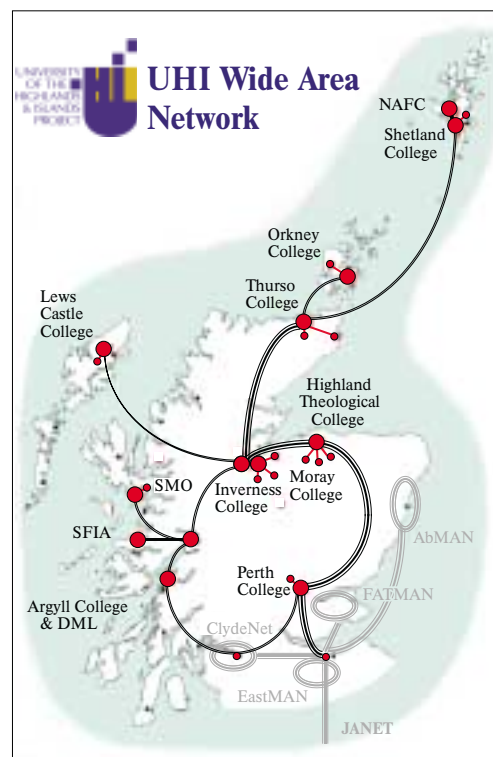 UNIVERSITY
OF THE
HIGHLANDS
& ISLANDS
PROJECT
UHI Wide Area
Network
NAFC
Shetland
College
Orkney
College
Thurso
College
Lews
Castle
College
Highland
Theological
College
SMO
Inverness
College
Moray
College
SFIA
AbMAN
Perth
College
FATMAN
Argyll College
& DML
ClydeNet
EastMAN
JANET